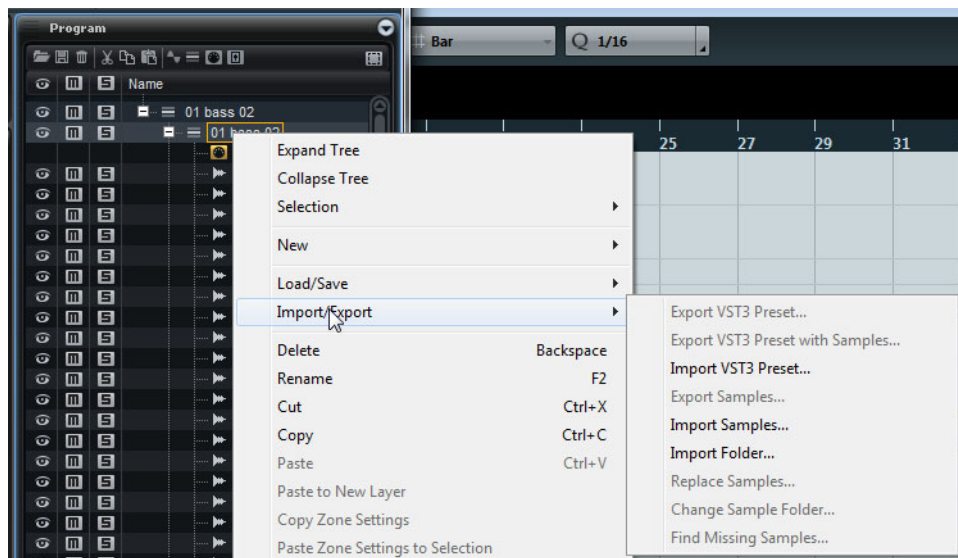 Program
Bar
Q 1/16
m S Name
m S 01 bass 02
m S 01 bass 02
25 27 29 31
Expand Tree
Collapse Tree
Selection
New
Load/Save
Import/Export
Delete Backspace
Rename F2
Cut Ctrl+X
Copy Ctrl+C
Paste Ctrl+V
Paste to New Layer
Copy Zone Settings
Paste Zone Settings to Selection
Export VST3 Preset...
Export VST3 Preset with Samples...
Import VST3 Preset...
Export Samples...
Import Samples...
Import Folder...
Replace Samples...
Change Sample Folder...
Find Missing Samples...